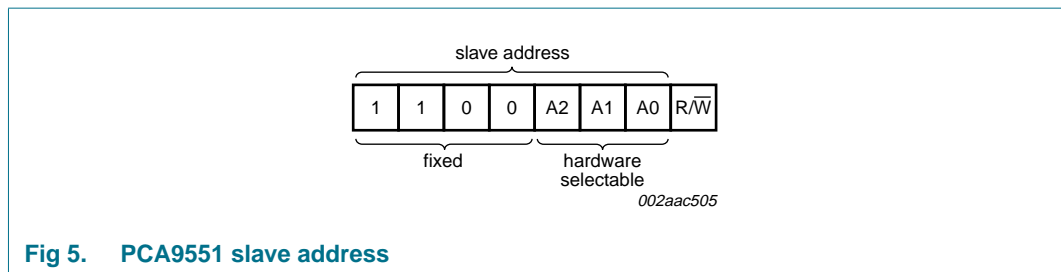 slave address
1 1 0 0 A2 A1 A0 R/W̅
fixed hardware
selectable
002aac505
Fig 5. PCA9551 slave address